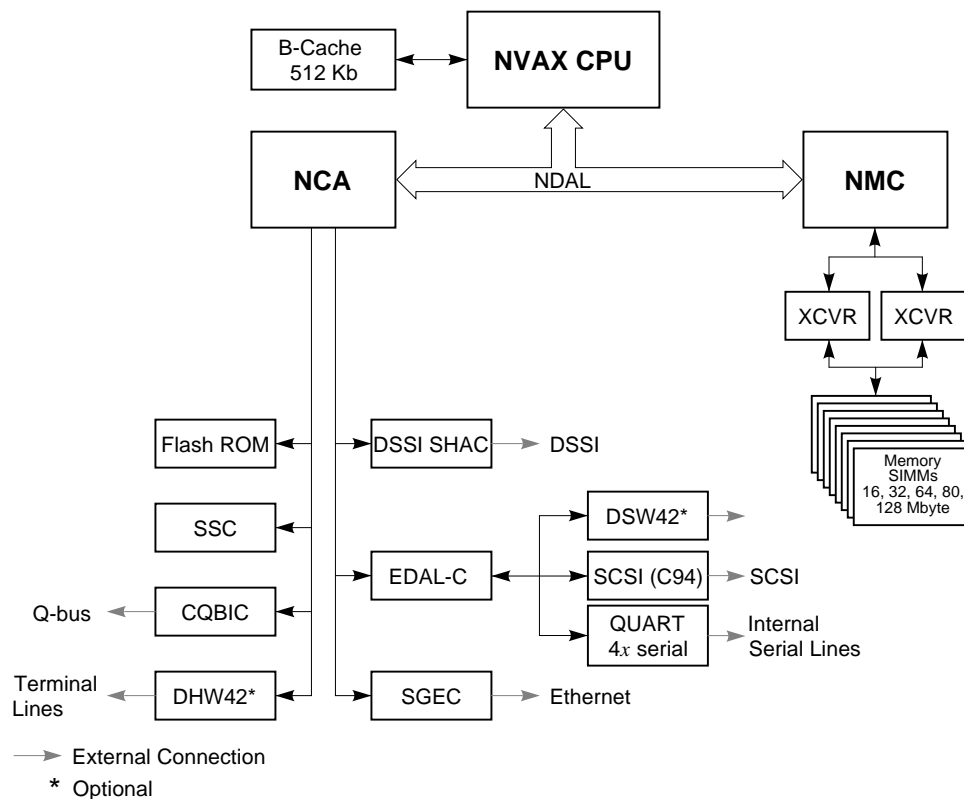 B-Cache
512 Kb
NVAX CPU
NCA
NDAL
NMC
XCVR
XCVR
Memory
SIMMs
16, 32, 64, 80,
128 Mbyte
Flash ROM
DSSI SHAC
DSSI
SSC
DSW42*
EDAL-C
SCSI (C94)
SCSI
Q-bus
CQBIC
QUART
4x serial
Internal
Serial Lines
Terminal
Lines
DHW42*
SGEC
Ethernet
External Connection
* Optional